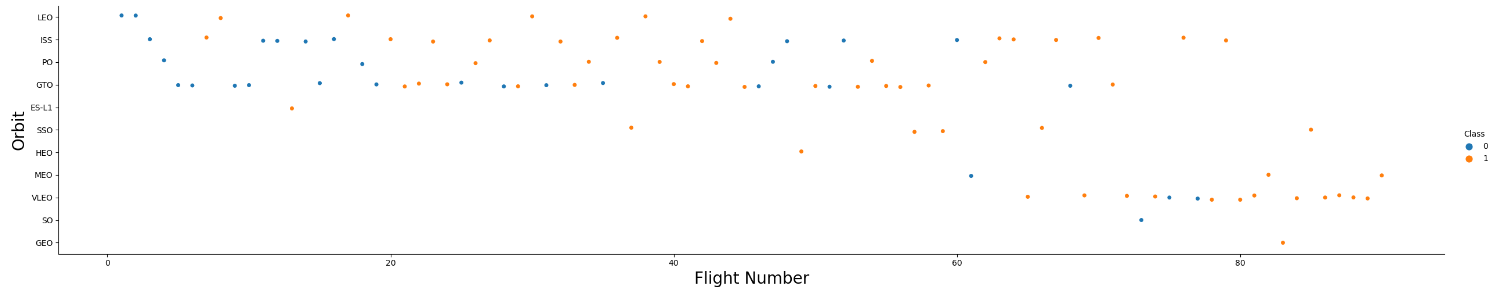 Orbit
LEO
ISS
PO
GTO
ES-L1
SSO
HEO
MEO
VLEO
SO
GEO
0
20
40
60
80
Flight Number
Class
0
1